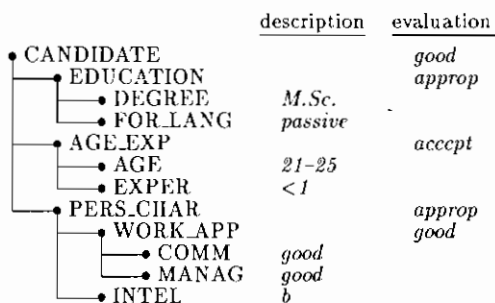 description evaluation
CANDIDATE good
EDUCATION approp
DEGREE M.Sc.
FOR_LANG passive
AGE_EXP accept
AGE 21-25
EXPER <1
PERS_CHAR approp
WORK_APP good
COMM good
MANAG good
INTEL b